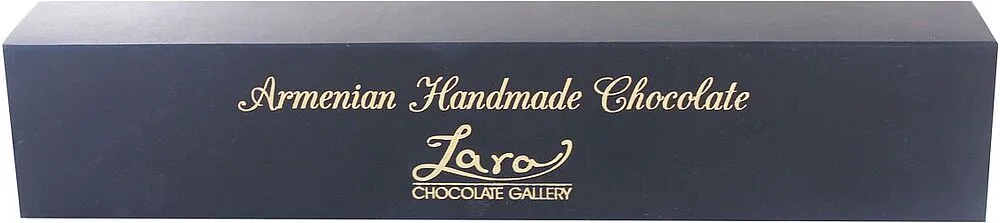 Armenian Handmade Chocolate
Lara
CHOCOLATE GALLERY